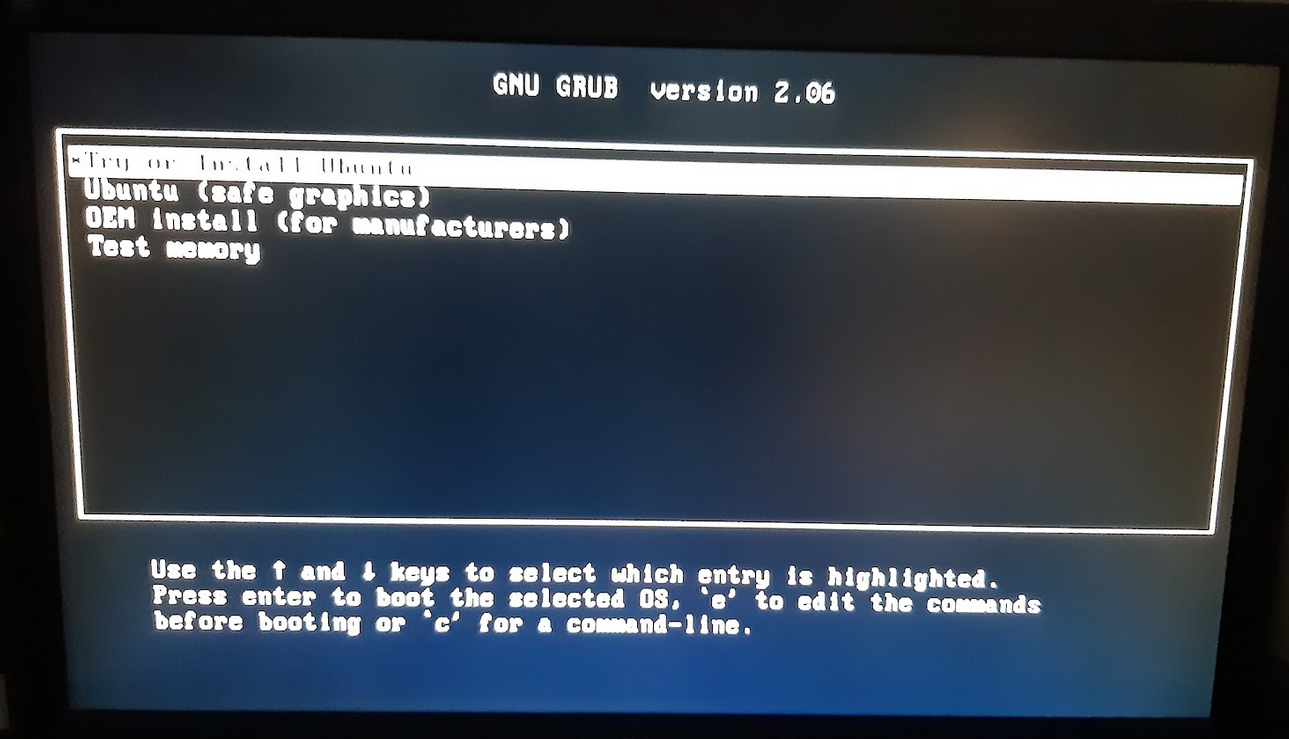 GNU GRUB version 2.06
*Try or Install Ubuntu
Ubuntu (safe graphics)
OEM install (for manufacturers)
Test memory
Use the ↑ and ↓ keys to select which entry is highlighted.
Press enter to boot the selected OS, `e' to edit the commands
before booting or `c' for a command-line.